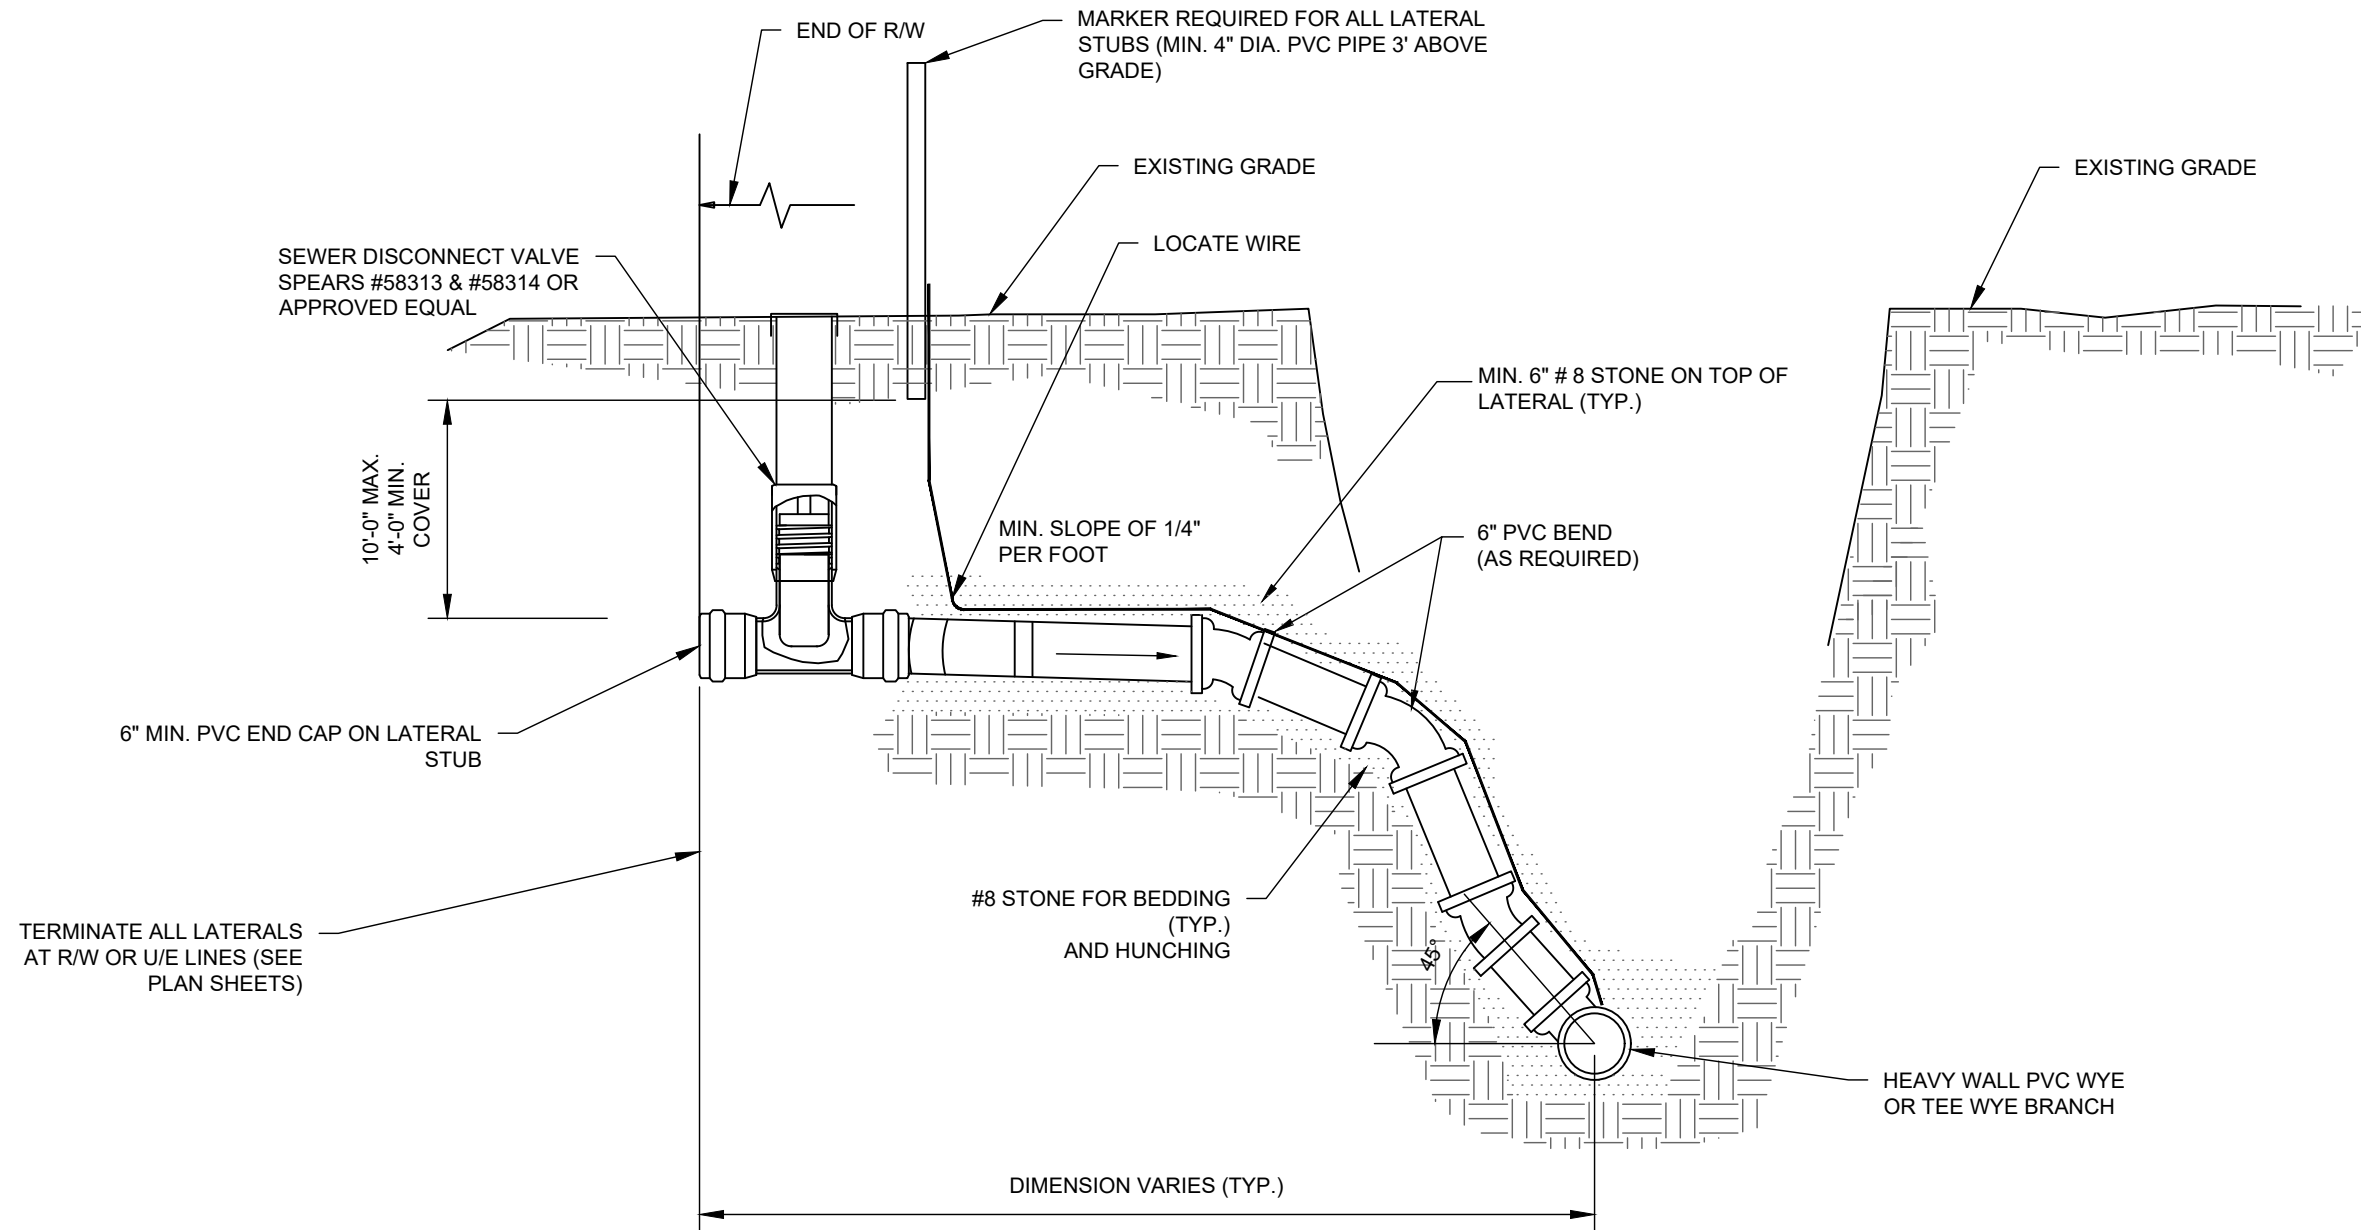 END OF R/W
MARKER REQUIRED FOR ALL LATERAL
STUBS (MIN. 4" DIA. PVC PIPE 3' ABOVE
GRADE)
EXISTING GRADE
EXISTING GRADE
LOCATE WIRE
SEWER DISCONNECT VALVE
SPEARS #58313 & #58314 OR
APPROVED EQUAL
MIN. 6" # 8 STONE ON TOP OF
LATERAL (TYP.)
10'-0" MAX.
4'-0" MIN.
COVER
MIN. SLOPE OF 1/4"
PER FOOT
6" PVC BEND
(AS REQUIRED)
6" MIN. PVC END CAP ON LATERAL
STUB
#8 STONE FOR BEDDING
(TYP.)
AND HUNCHING
45°
TERMINATE ALL LATERALS
AT R/W OR U/E LINES (SEE
PLAN SHEETS)
HEAVY WALL PVC WYE
OR TEE WYE BRANCH
DIMENSION VARIES (TYP.)